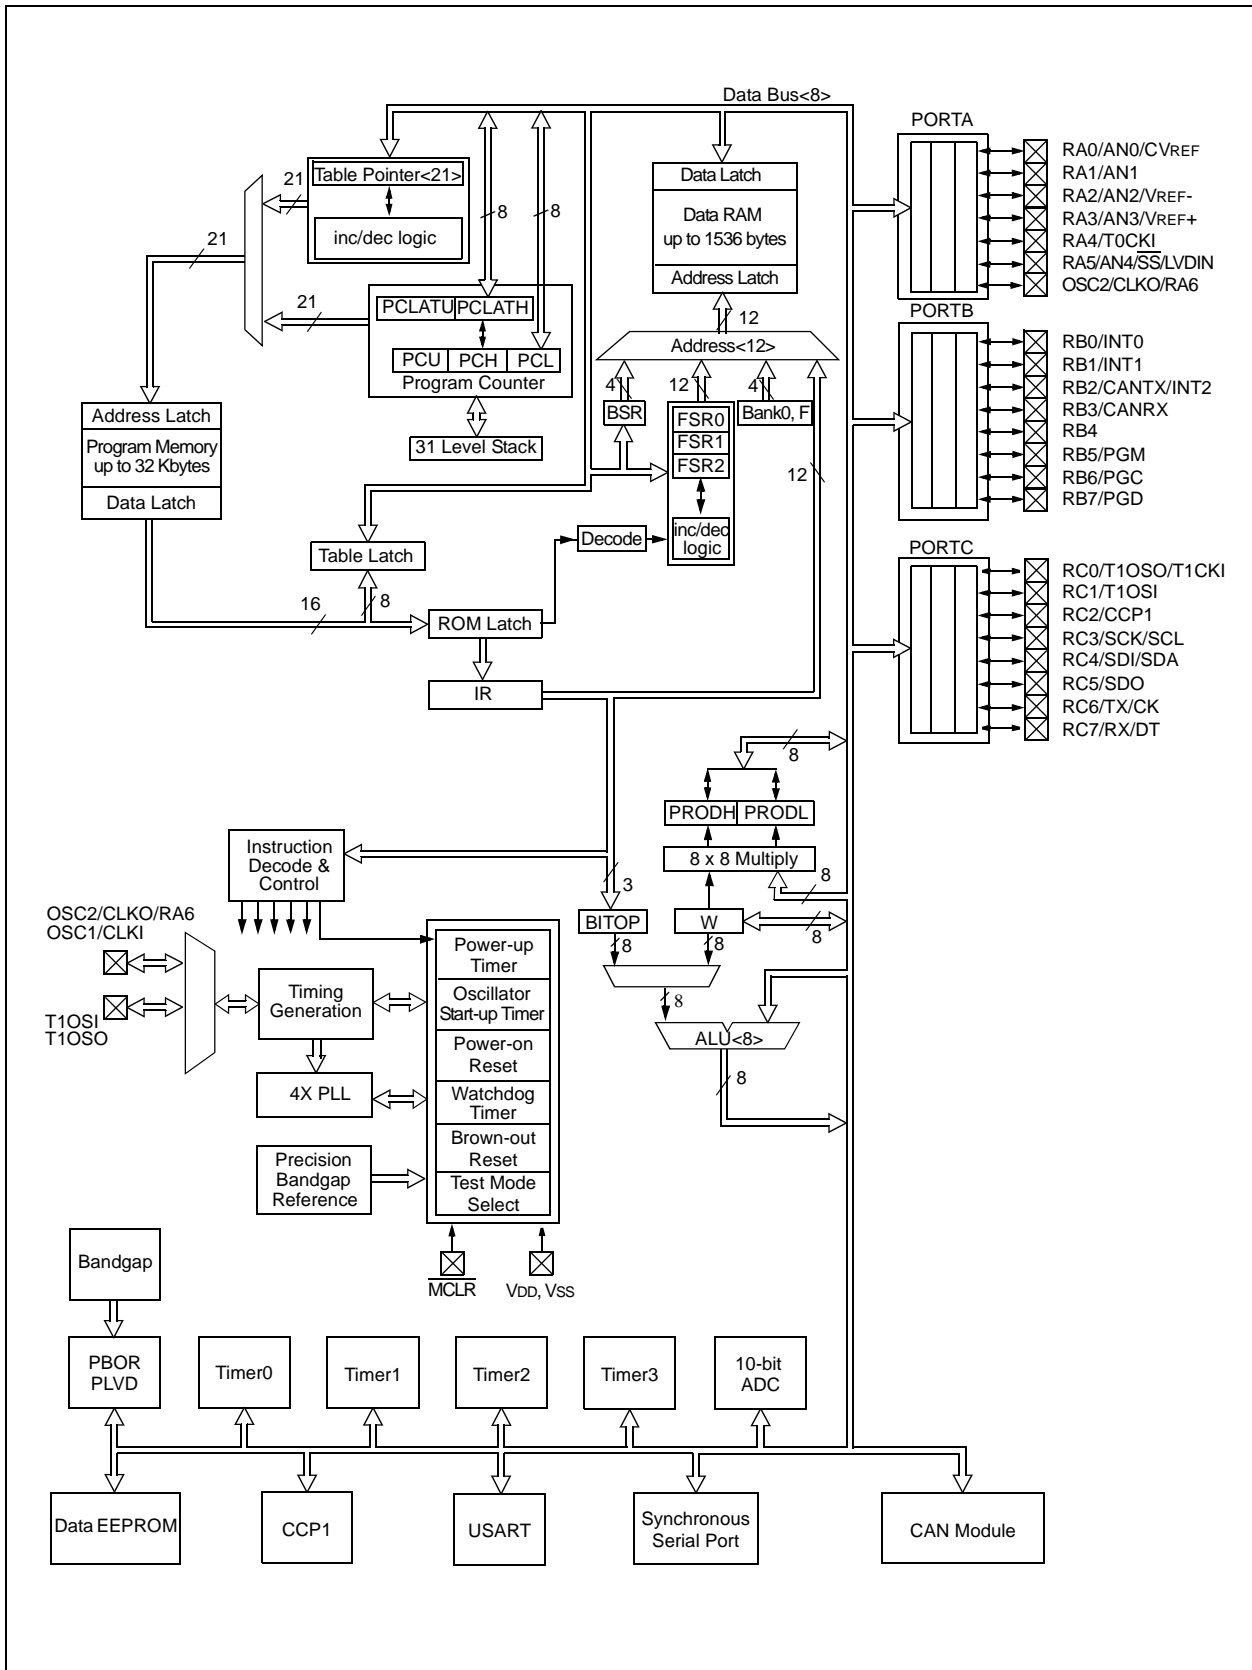 Data Bus<8>
21
Table Pointer<21>
inc/dec logic
21
8
8
21
PCLATU PCLATH
PCU PCH PCL
Program Counter
31 Level Stack
Address Latch
Program Memory
up to 32 Kbytes
Data Latch
Data Latch
Data RAM
up to 1536 bytes
Address Latch
12
Address<12>
4
12
4
BSR
FSR0
FSR1
FSR2
inc/dec
logic
Bank0, F
12
Decode
Table Latch
16
8
ROM Latch
IR
PORTA
RA0/AN0/CVREF
RA1/AN1
RA2/AN2/VREF-
RA3/AN3/VREF+
RA4/T0CKI
RA5/AN4/SS/LVDIN
OSC2/CLKO/RA6
PORTB
RB0/INT0
RB1/INT1
RB2/CANTX/INT2
RB3/CANRX
RB4
RB5/PGM
RB6/PGC
RB7/PGD
PORTC
RC0/T1OSO/T1CKI
RC1/T1OSI
RC2/CCP1
RC3/SCK/SCL
RC4/SDI/SDA
RC5/SDO
RC6/TX/CK
RC7/RX/DT
8
PRODH PRODL
8 x 8 Multiply
8
3
BITOP
W
8
8
8
8
ALU<8>
8
Instruction
Decode &
Control
OSC2/CLKO/RA6
OSC1/CLKI
T1OSI
T1OSO
Timing
Generation
4X PLL
Precision
Bandgap
Reference
Power-up
Timer
Oscillator
Start-up Timer
Power-on
Reset
Watchdog
Timer
Brown-out
Reset
Test Mode
Select
MCLR
VDD, VSS
Bandgap
PBOR
PLVD
Timer0
Timer1
Timer2
Timer3
10-bit
ADC
Data EEPROM
CCP1
USART
Synchronous
Serial Port
CAN Module